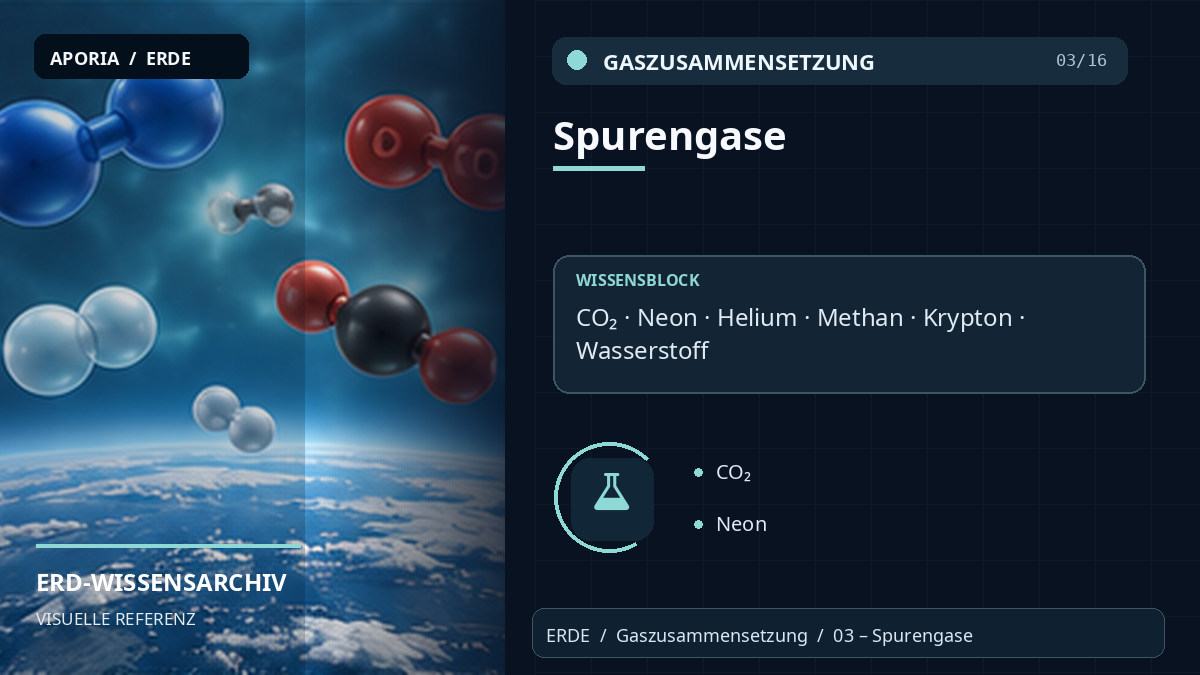 APORIA / ERDE
O
O
ERD-WISSENSARCHIV
VISUELLE REFERENZ
GASZUSAMMENSETZUNG
03/16
Spurengase
WISSENSBLOCK
CO₂ · Neon · Helium · Methan · Krypton ·
Wasserstoff
CO₂
Neon
ERDE / Gaszusammensetzung / 03 – Spurengase